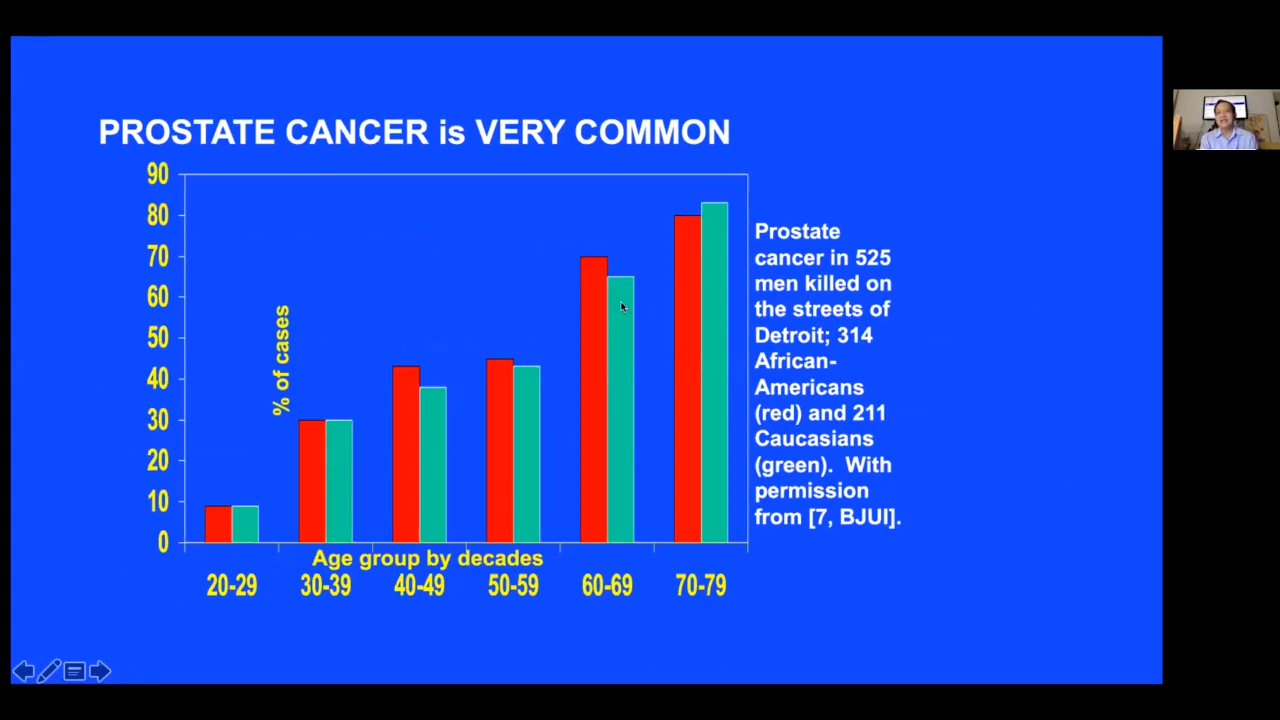 PROSTATE CANCER is VERY COMMON
90
80
70
60
50
40
30
20
10
0
% of cases
Age group by decades
20-29 30-39 40-49 50-59 60-69 70-79
Prostate
cancer in 525
men killed on
the streets of
Detroit; 314
African-
Americans
(red) and 211
Caucasians
(green). With
permission
from [7, BJUI].